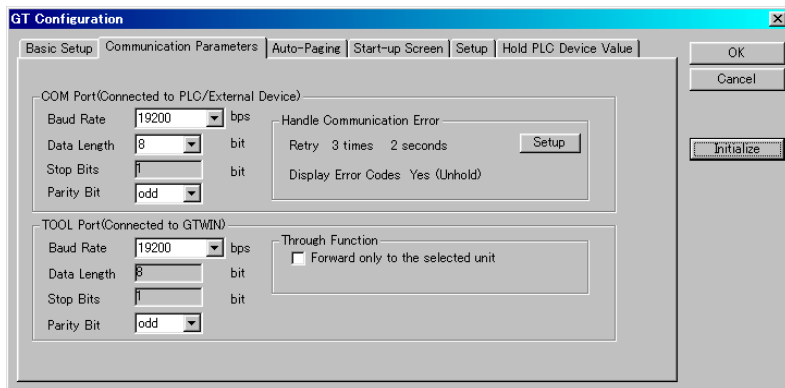 GT Configuration
Basic Setup Communication Parameters Auto-Paging Start-up Screen Setup Hold PLC Device Value
OK
Cancel
Initialize
COM Port(Connected to PLC/External Device)
Baud Rate 19200 bps
Data Length 8 bit
Stop Bits 1 bit
Parity Bit odd
Handle Communication Error
Retry 3 times 2 seconds Setup
Display Error Codes Yes (Unhold)
TOOL Port(Connected to GTWIN)
Baud Rate 19200 bps
Data Length 8 bit
Stop Bits 1 bit
Parity Bit odd
Through Function
Forward only to the selected unit